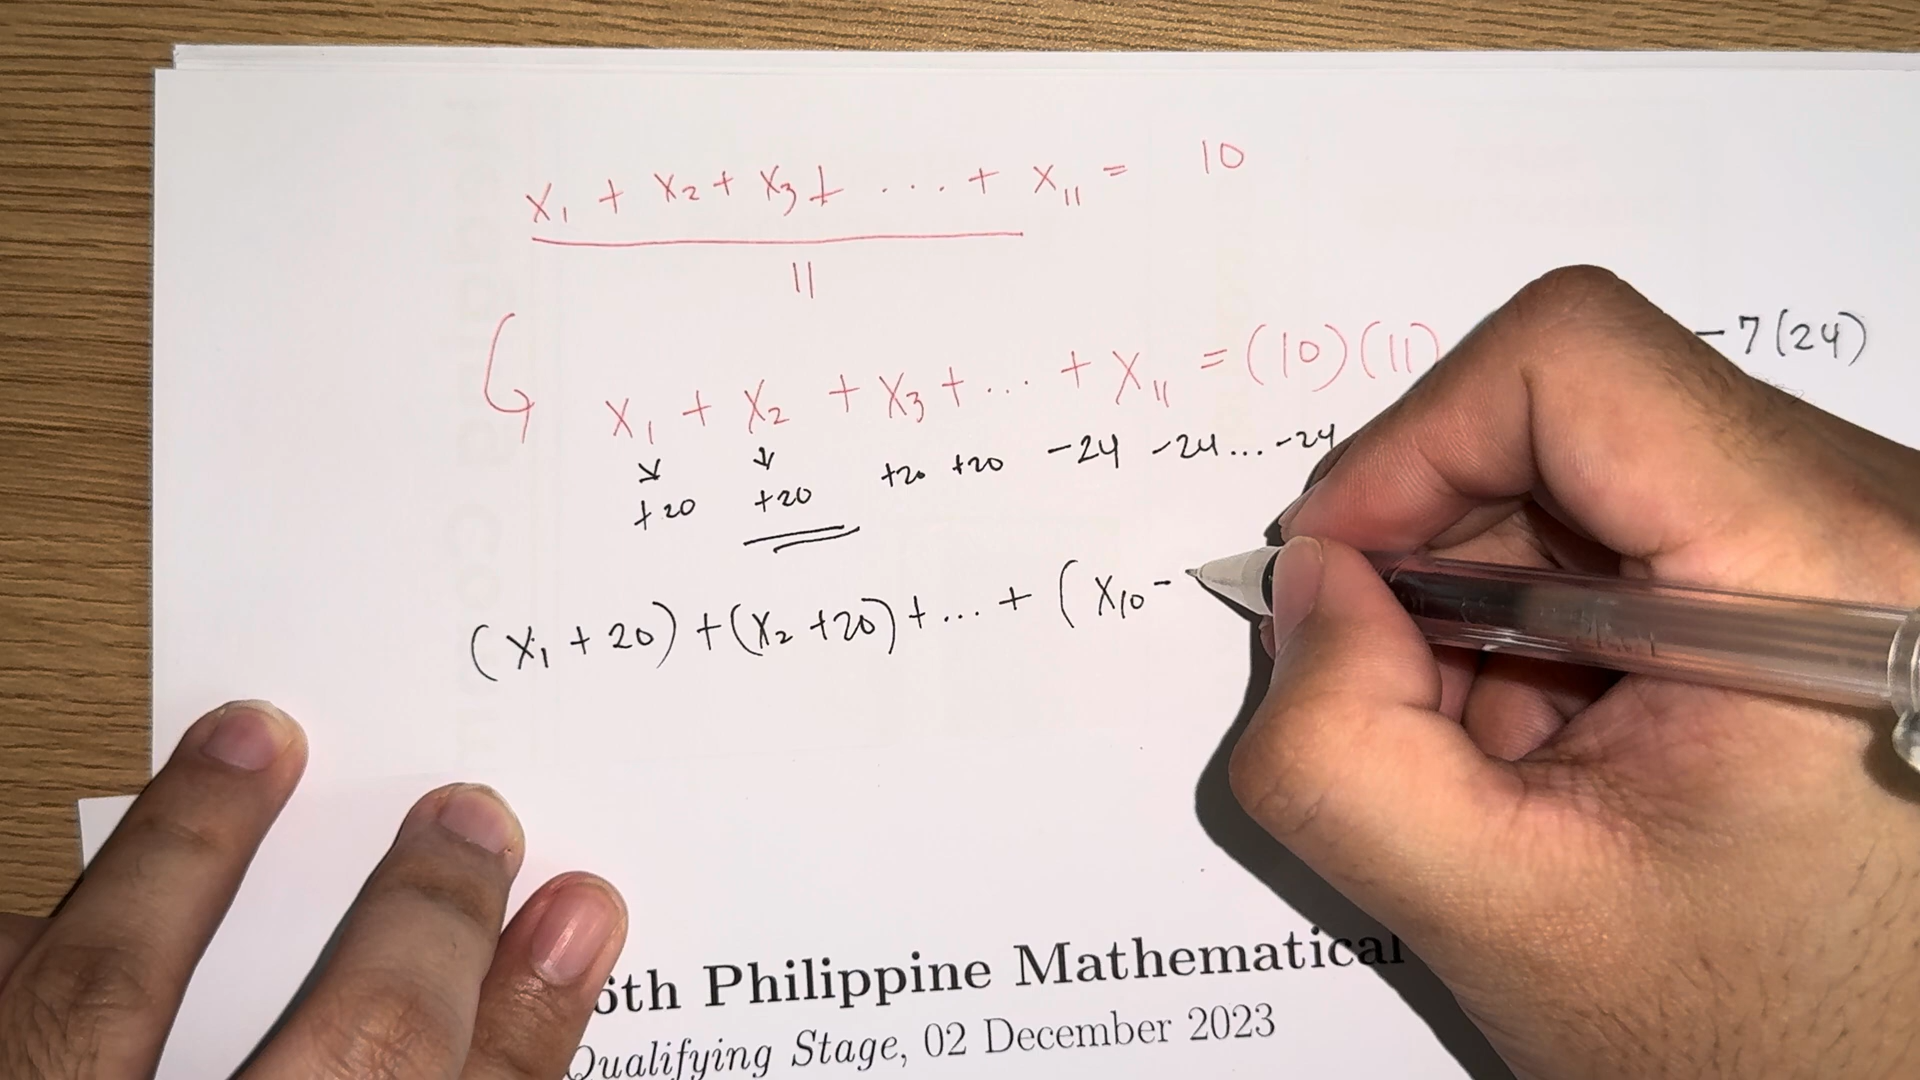 x₁ + x₂ + x₃ + ... + x₁₁ = 10
11
x₁ + x₂ + x₃ + ... + x₁₁ = (10)(11)
- 7(24)
+20 +20 +20 +20 -24 -24 ... -24
(x₁ + 20) + (x₂ + 20) + ... + (x₁₀ -
th Philippine Mathematical
Qualifying Stage, 02 December 2023